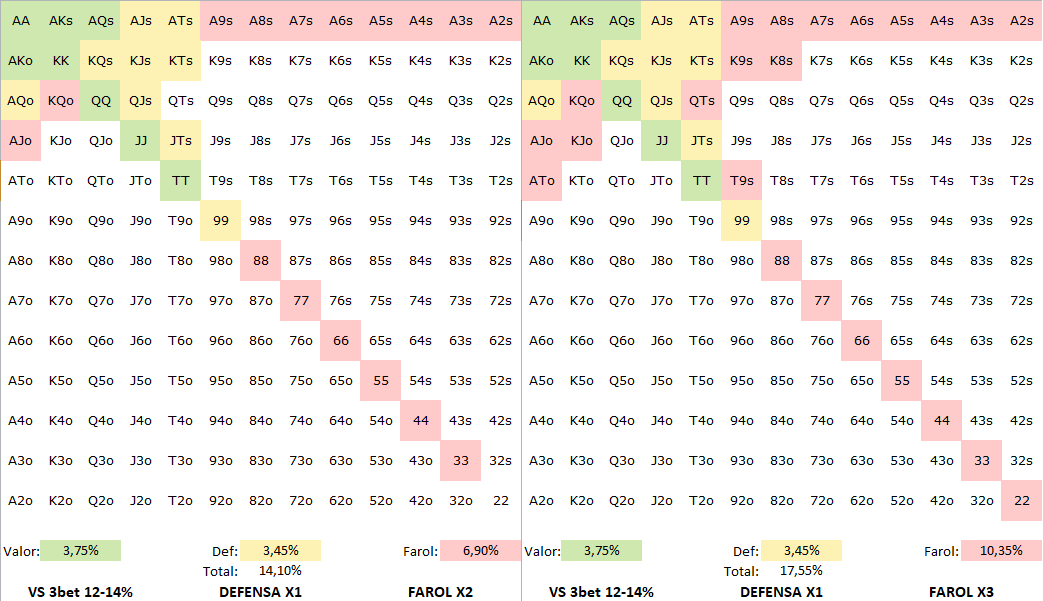 AA AKs AQs AJs ATs A9s A8s A7s A6s A5s A4s A3s A2s AA AKs AQs AJs ATs A9s A8s A7s A6s A5s A4s A3s A2s
AKo KK KQs KJs KTs K9s K8s K7s K6s K5s K4s K3s K2s AKo KK KQs KJs KTs K9s K8s K7s K6s K5s K4s K3s K2s
AQo KQo QQ QJs QTs Q9s Q8s Q7s Q6s Q5s Q4s Q3s Q2s AQo KQo QQ QJs QTs Q9s Q8s Q7s Q6s Q5s Q4s Q3s Q2s
AJo KJo QJo JJ JTs J9s J8s J7s J6s J5s J4s J3s J2s AJo KJo QJo JJ JTs J9s J8s J7s J6s J5s J4s J3s J2s
ATo KTo QTo JTo TT T9s T8s T7s T6s T5s T4s T3s T2s ATo KTo QTo JTo TT T9s T8s T7s T6s T5s T4s T3s T2s
A9o K9o Q9o J9o T9o 99 98s 97s 96s 95s 94s 93s 92s A9o K9o Q9o J9o T9o 99 98s 97s 96s 95s 94s 93s 92s
A8o K8o Q8o J8o T8o 98o 88 87s 86s 85s 84s 83s 82s A8o K8o Q8o J8o T8o 98o 88 87s 86s 85s 84s 83s 82s
A7o K7o Q7o J7o T7o 97o 87o 77 76s 75s 74s 73s 72s A7o K7o Q7o J7o T7o 97o 87o 77 76s 75s 74s 73s 72s
A6o K6o Q6o J6o T6o 96o 86o 76o 66 65s 64s 63s 62s A6o K6o Q6o J6o T6o 96o 86o 76o 66 65s 64s 63s 62s
A5o K5o Q5o J5o T5o 95o 85o 75o 65o 55 54s 53s 52s A5o K5o Q5o J5o T5o 95o 85o 75o 65o 55 54s 53s 52s
A4o K4o Q4o J4o T4o 94o 84o 74o 64o 54o 44 43s 42s A4o K4o Q4o J4o T4o 94o 84o 74o 64o 54o 44 43s 42s
A3o K3o Q3o J3o T3o 93o 83o 73o 63o 53o 43o 33 32s A3o K3o Q3o J3o T3o 93o 83o 73o 63o 53o 43o 33 32s
A2o K2o Q2o J2o T2o 92o 82o 72o 62o 52o 42o 32o 22 A2o K2o Q2o J2o T2o 92o 82o 72o 62o 52o 42o 32o 22
Valor: 3,75% Def: 3,45% Farol: 6,90% Valor: 3,75% Def: 3,45% Farol: 10,35%
Total: 14,10% Total: 17,55%
VS 3bet 12-14% DEFENSA X1 FAROL X2 VS 3bet 12-14% DEFENSA X1 FAROL X3